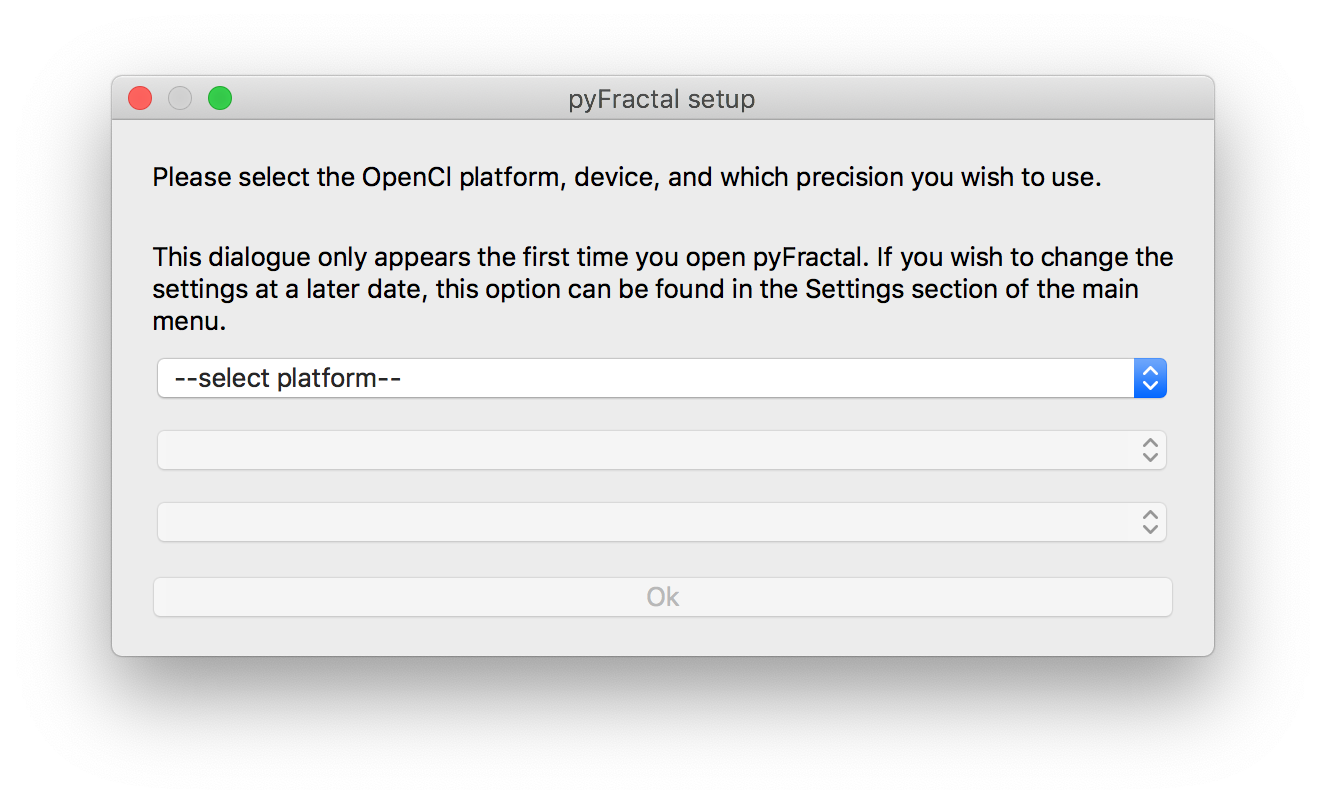 pyFractal setup
Please select the OpenCl platform, device, and which precision you wish to use.
This dialogue only appears the first time you open pyFractal. If you wish to change the
settings at a later date, this option can be found in the Settings section of the main
menu.
--select platform--
Ok